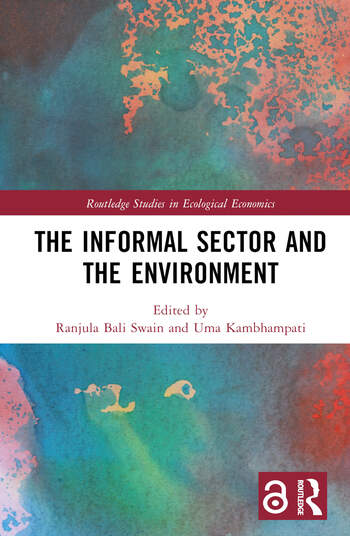 Routledge Studies in Ecological Economics
THE INFORMAL SECTOR AND
THE ENVIRONMENT
Edited by
Ranjula Bali Swain and Uma Kambhampati
ROUTLEDGE